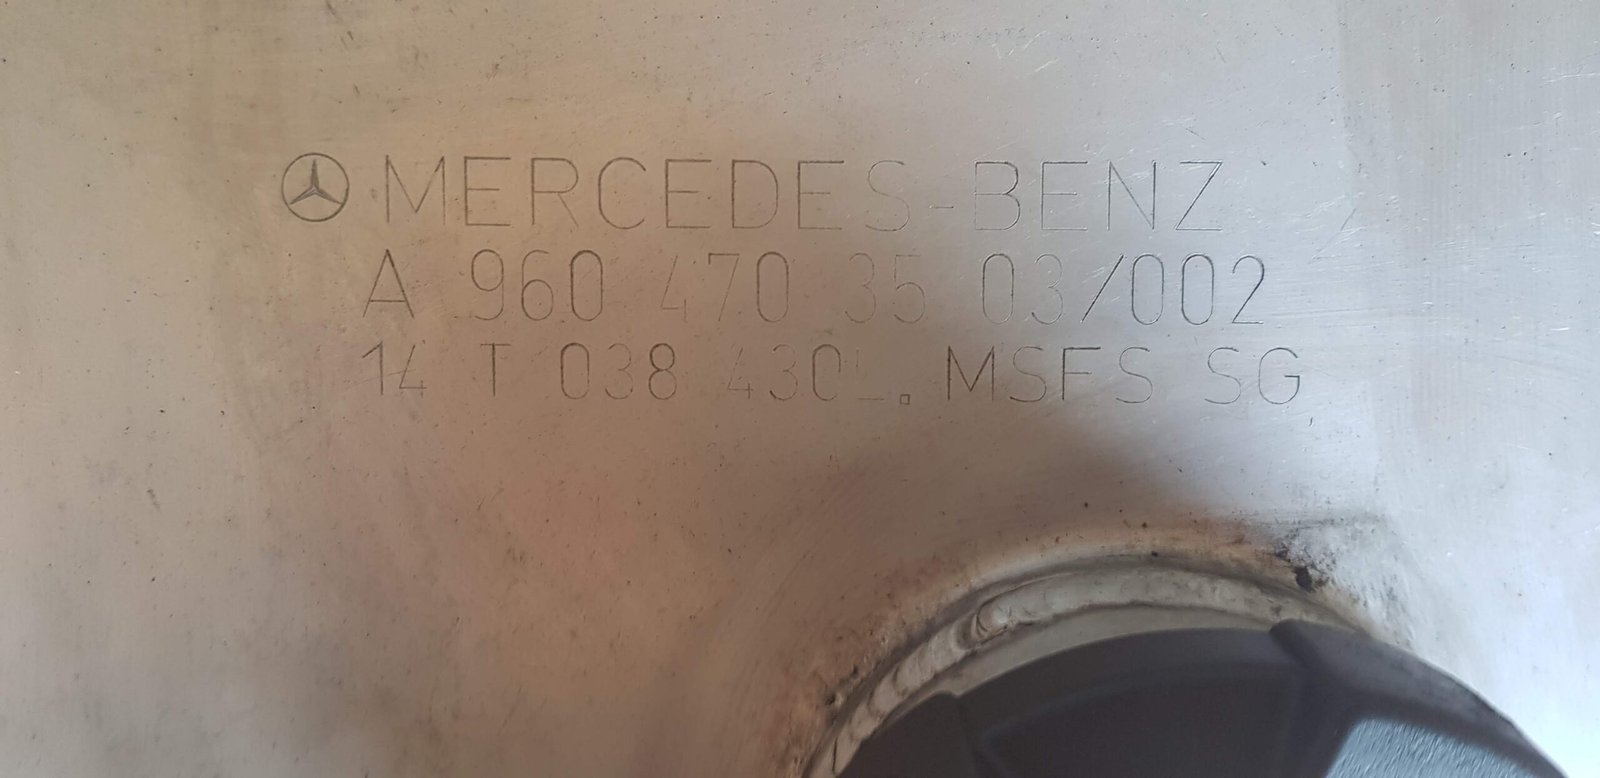 MERCEDES-BENZ
A 960 470 35 03/002
14 T 038 430L. MSFS SG